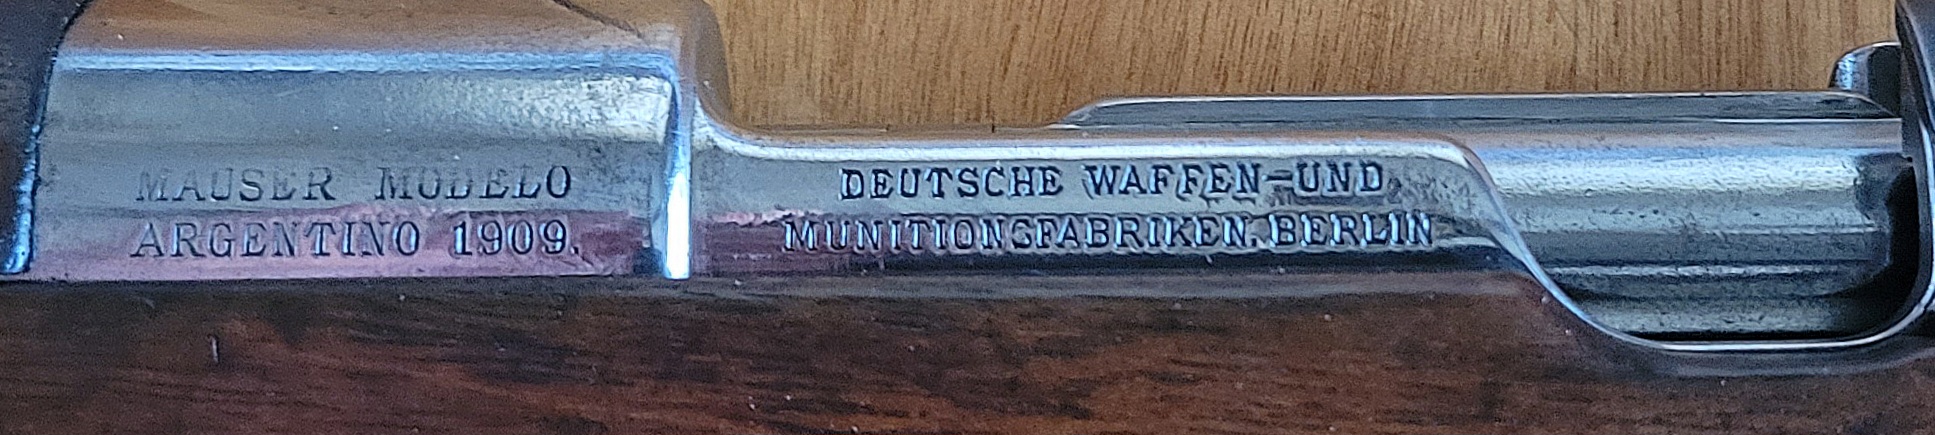 MAUSER MODELO
ARGENTINO 1909.
DEUTSCHE WAFFEN-UND
MUNITIONSFABRIKEN. BERLIN